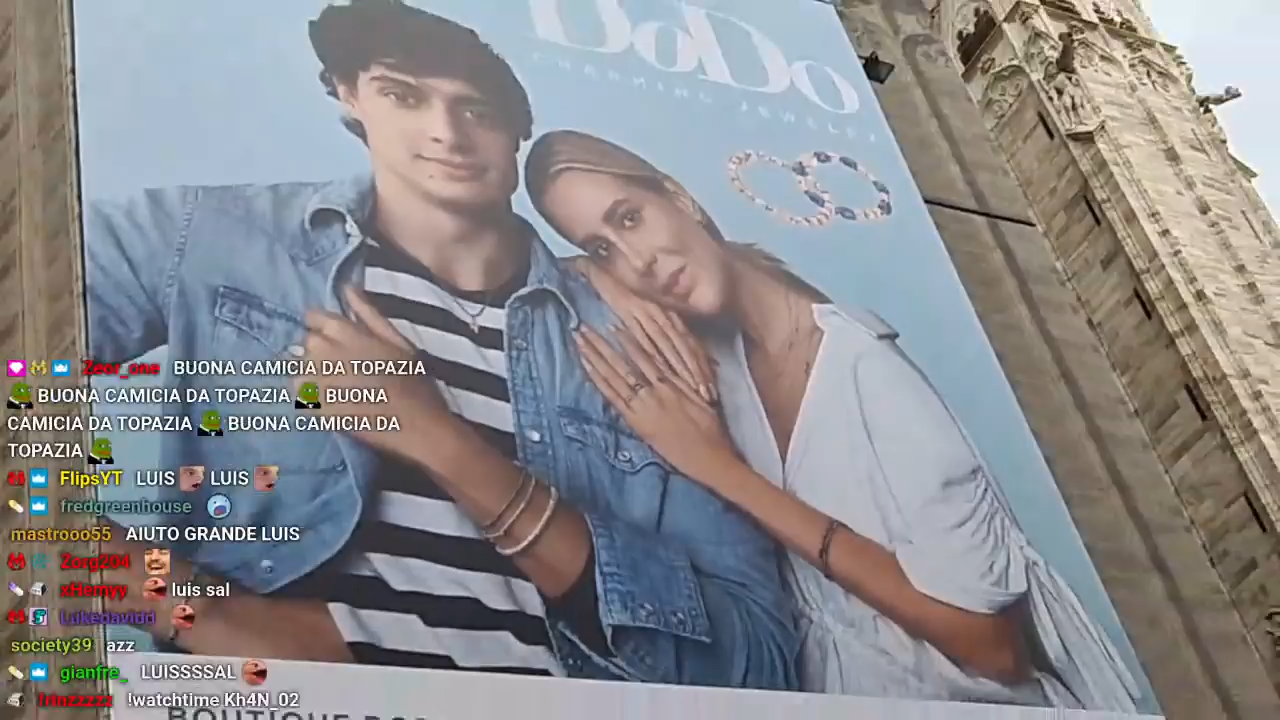 DoDo
CHARMING JEWELRY
Zeor_one BUONA CAMICIA DA TOPAZIA
BUONA CAMICIA DA TOPAZIA BUONA
CAMICIA DA TOPAZIA BUONA CAMICIA DA
TOPAZIA
FlipsYT LUIS LUIS
fredgreenhouse
mastrooo55 AIUTO GRANDE LUIS
Zorg204
xHemyy luis sal
Lukedavidd
society39 azz
gianfre_ LUISSSSAL
frinzzzzz !watchtime Kh4N_02
BOUTIQUE